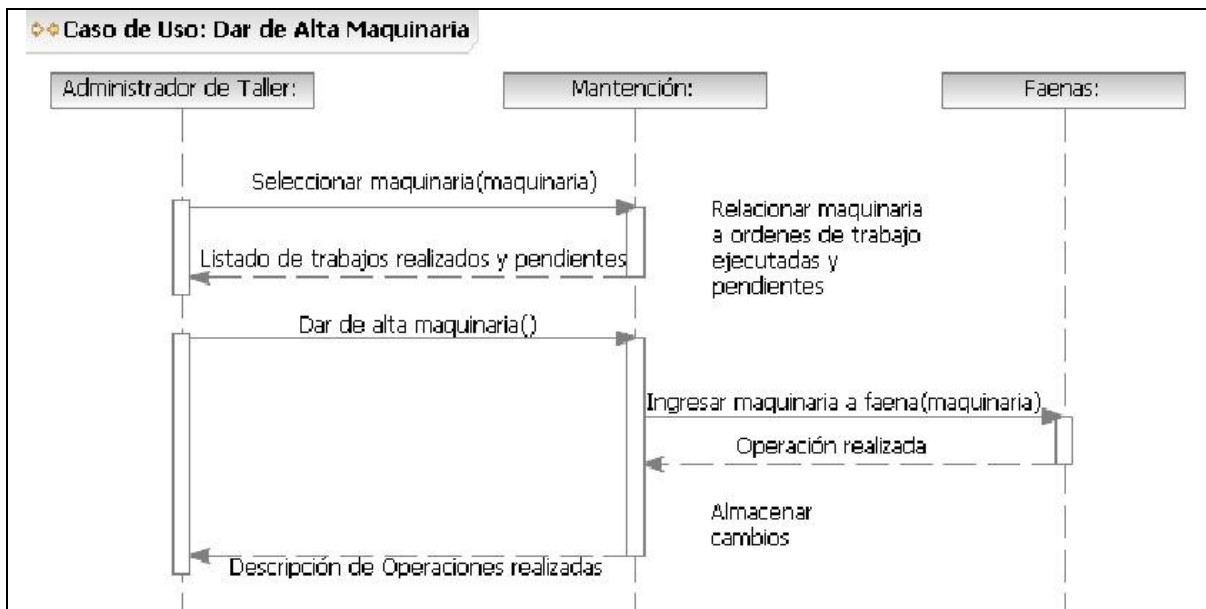 Caso de Uso: Dar de Alta Maquinaria
Administrador de Taller:
Mantención:
Faenas:
Seleccionar maquinaria(maquinaria)
Relacionar maquinaria
a ordenes de trabajo
ejecutadas y
pendientes
Listado de trabajos realizados y pendientes
Dar de alta maquinaria()
Ingresar maquinaria a faena(maquinaria)
Operación realizada
Almacenar
cambios
Descripción de Operaciones realizadas